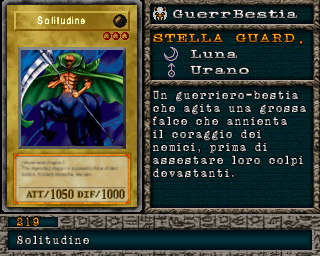 Solitudine
ATT/1050 DIF/1000
GuerrBestia
STELLA GUARD.
Luna
Urano
Un guerriero-bestia
che agita una grossa
falce che annienta
il coraggio dei
nemici, prima di
assestare loro colpi
devastanti.
219
Solitudine